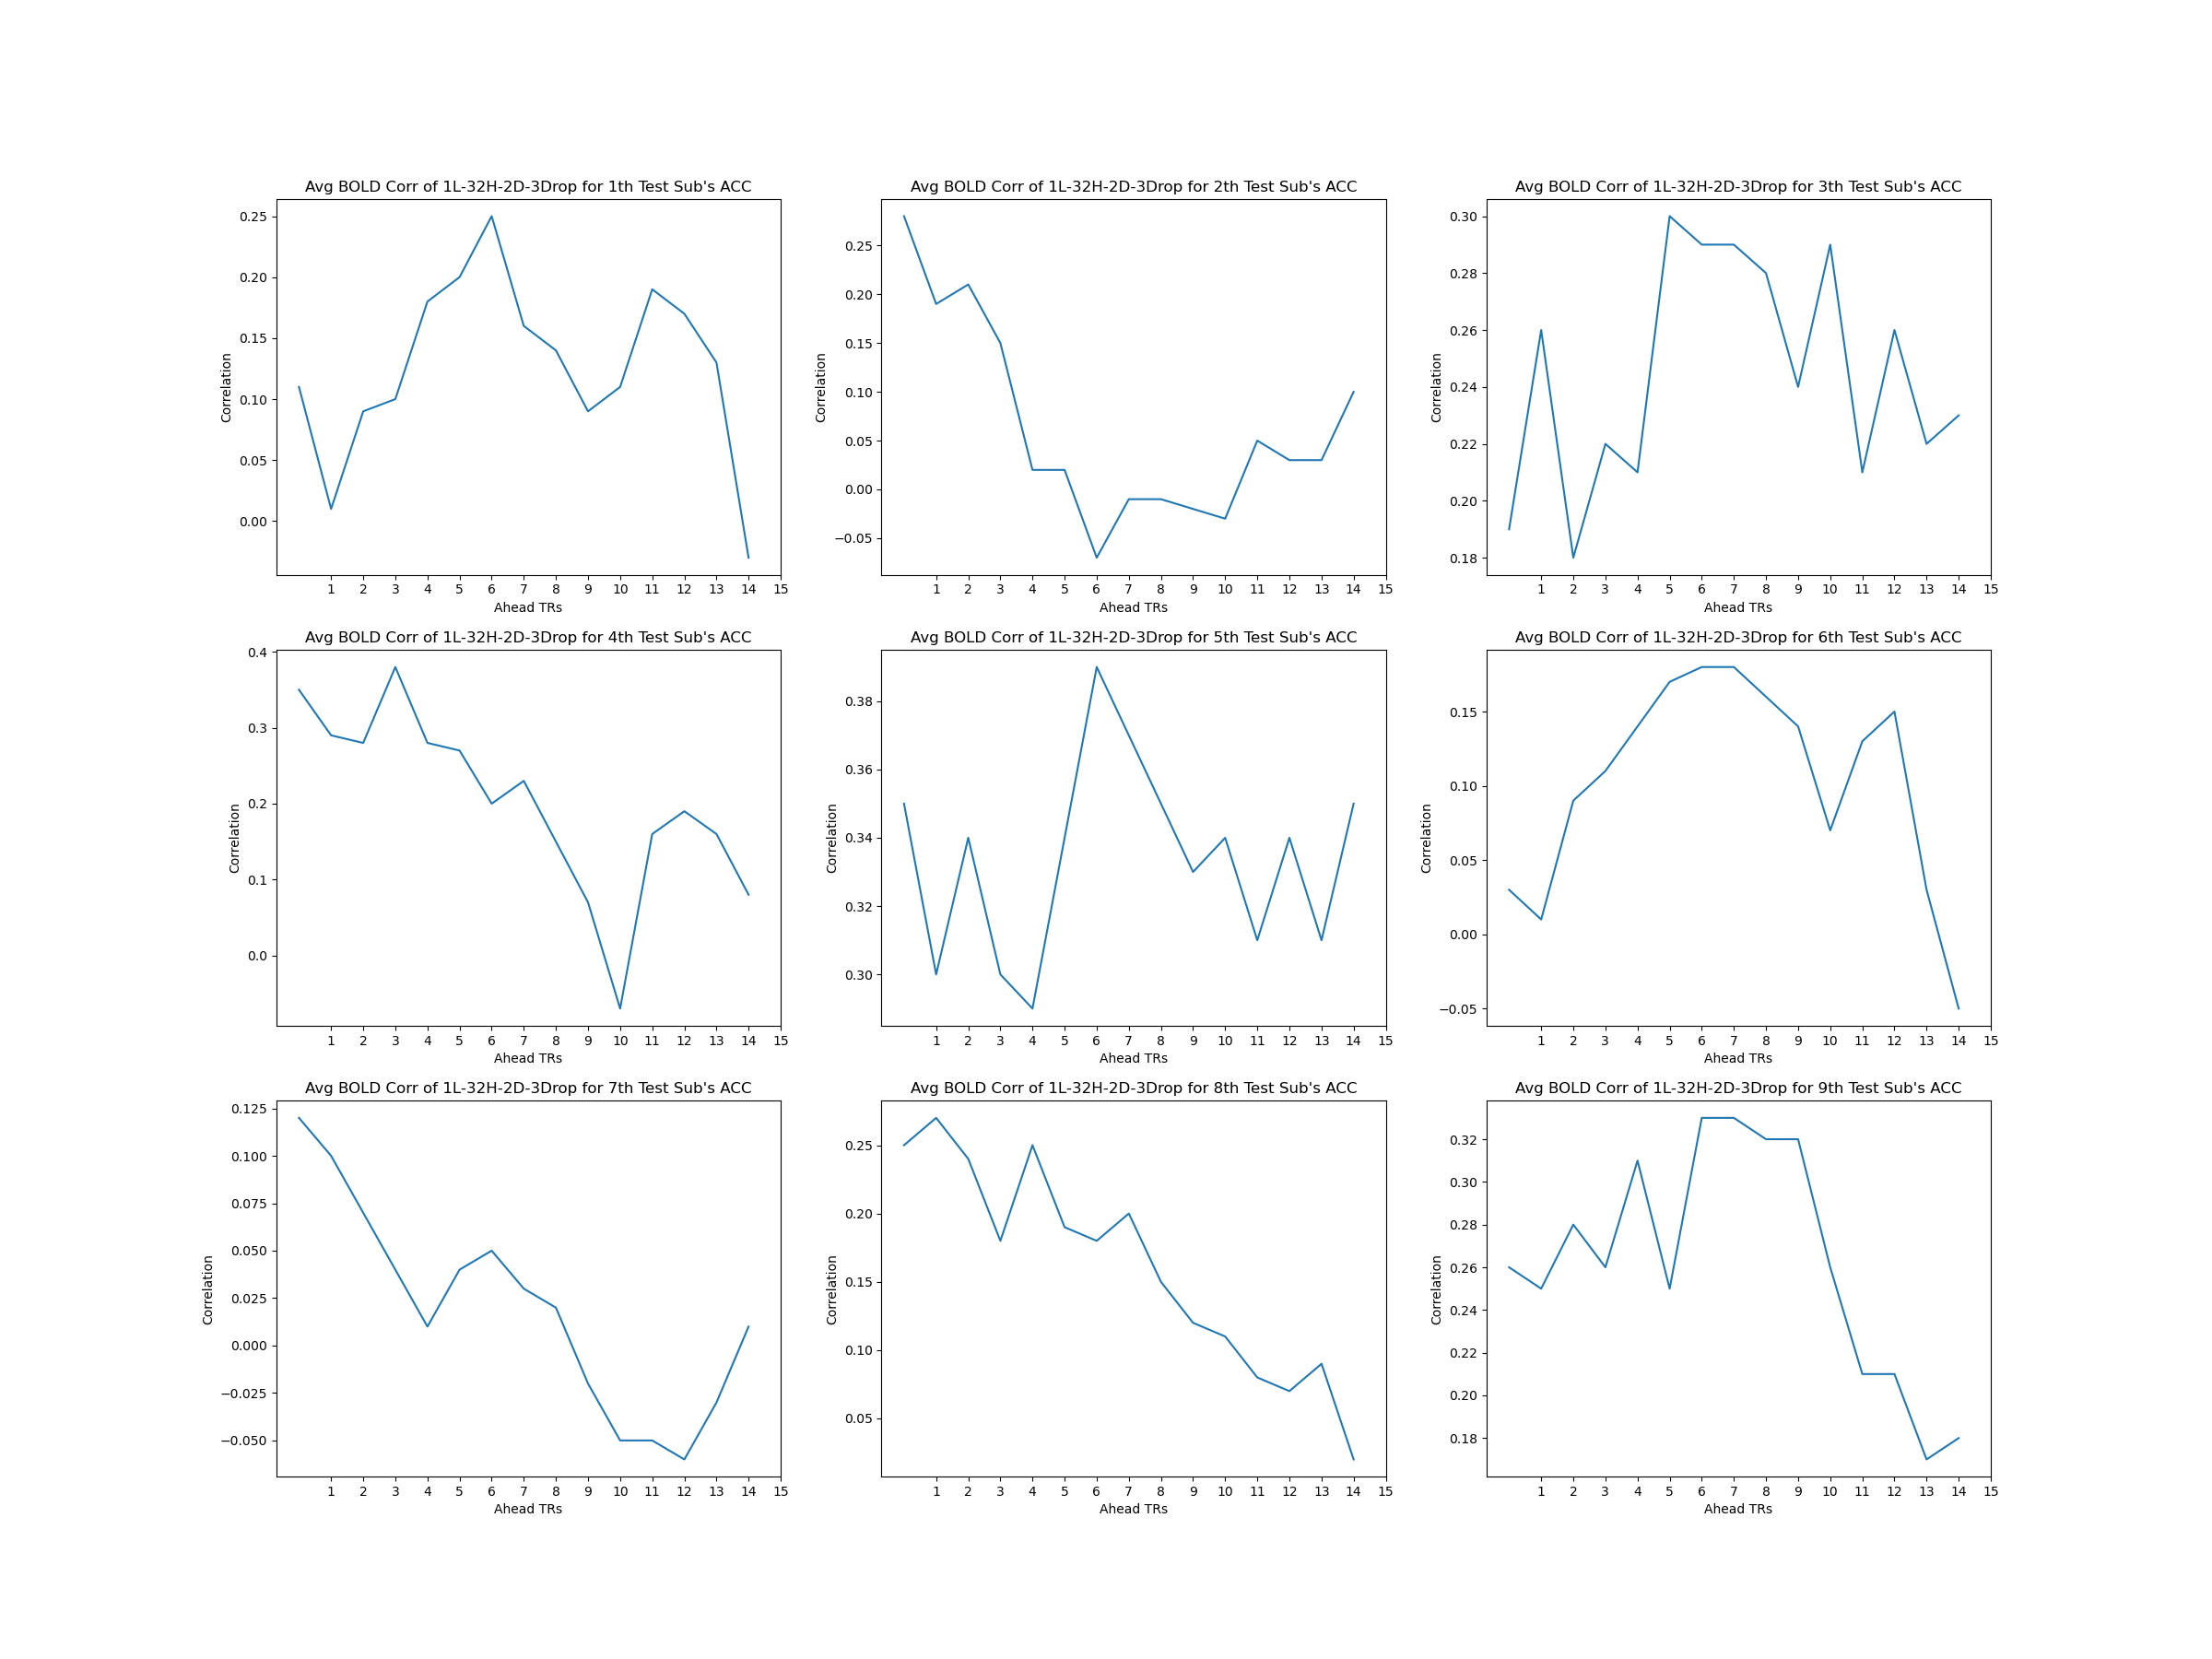 Avg BOLD Corr of 1L-32H-2D-3Drop for 1th Test Sub's ACC
0.25
0.20
0.15
0.10
0.05
0.00
Correlation
1 2 3 4 5 6 7 8 9 10 11 12 13 14 15
Ahead TRs
Avg BOLD Corr of 1L-32H-2D-3Drop for 2th Test Sub's ACC
0.25
0.20
0.15
0.10
0.05
0.00
−0.05
Correlation
1 2 3 4 5 6 7 8 9 10 11 12 13 14 15
Ahead TRs
Avg BOLD Corr of 1L-32H-2D-3Drop for 3th Test Sub's ACC
0.30
0.28
0.26
0.24
0.22
0.20
0.18
Correlation
1 2 3 4 5 6 7 8 9 10 11 12 13 14 15
Ahead TRs
Avg BOLD Corr of 1L-32H-2D-3Drop for 4th Test Sub's ACC
0.4
0.3
0.2
0.1
0.0
Correlation
1 2 3 4 5 6 7 8 9 10 11 12 13 14 15
Ahead TRs
Avg BOLD Corr of 1L-32H-2D-3Drop for 5th Test Sub's ACC
0.38
0.36
0.34
0.32
0.30
Correlation
1 2 3 4 5 6 7 8 9 10 11 12 13 14 15
Ahead TRs
Avg BOLD Corr of 1L-32H-2D-3Drop for 6th Test Sub's ACC
0.15
0.10
0.05
0.00
−0.05
Correlation
1 2 3 4 5 6 7 8 9 10 11 12 13 14 15
Ahead TRs
Avg BOLD Corr of 1L-32H-2D-3Drop for 7th Test Sub's ACC
0.125
0.100
0.075
0.050
0.025
0.000
−0.025
−0.050
Correlation
1 2 3 4 5 6 7 8 9 10 11 12 13 14 15
Ahead TRs
Avg BOLD Corr of 1L-32H-2D-3Drop for 8th Test Sub's ACC
0.25
0.20
0.15
0.10
0.05
Correlation
1 2 3 4 5 6 7 8 9 10 11 12 13 14 15
Ahead TRs
Avg BOLD Corr of 1L-32H-2D-3Drop for 9th Test Sub's ACC
0.32
0.30
0.28
0.26
0.24
0.22
0.20
0.18
Correlation
1 2 3 4 5 6 7 8 9 10 11 12 13 14 15
Ahead TRs